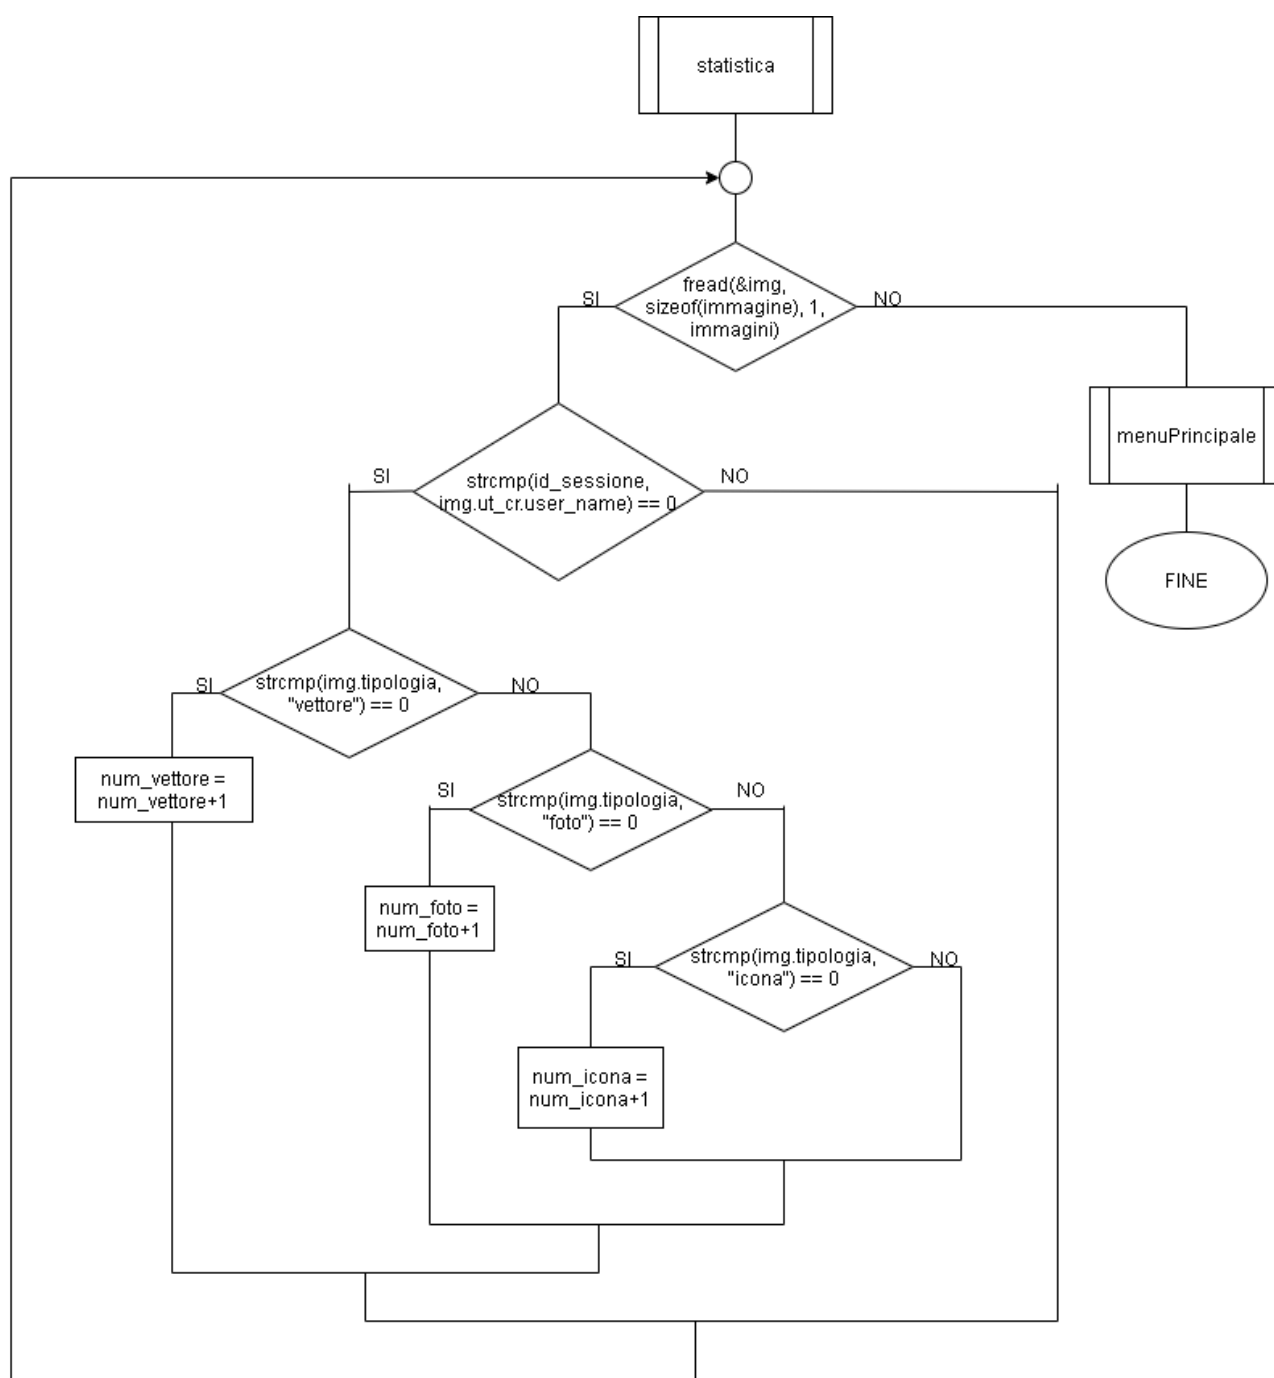 statistica
fread(&img,
sizeof(immagine), 1,
immagini)
SI
NO
menuPrincipale
FINE
strcmp(id_sessione,
img.ut_cr.user_name) == 0
SI
NO
strcmp(img.tipologia,
"vettore") == 0
SI
NO
num_vettore =
num_vettore+1
strcmp(img.tipologia,
"foto") == 0
SI
NO
num_foto =
num_foto+1
strcmp(img.tipologia,
"icona") == 0
SI
NO
num_icona =
num_icona+1